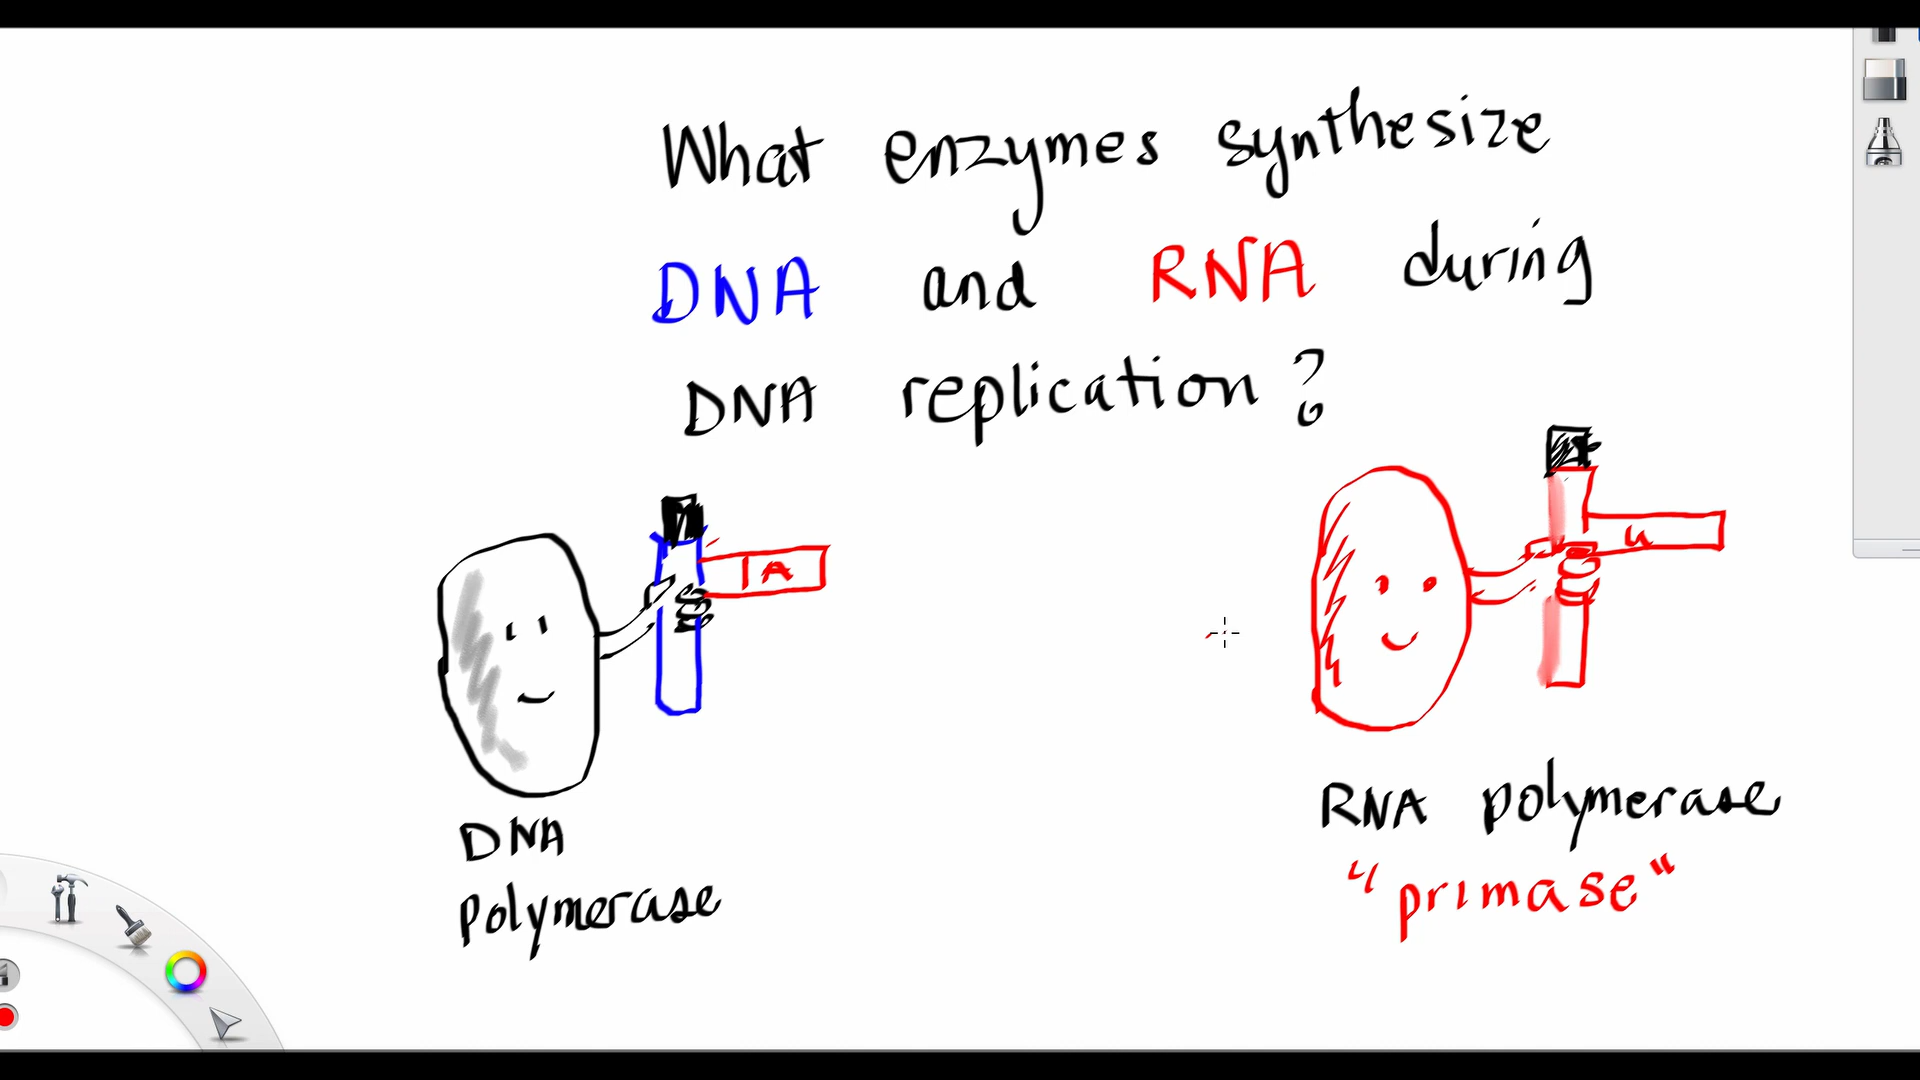 What enzymes synthesize
DNA and RNA during
DNA replication?
A
u
DNA
Polymerase
RNA polymerase
"primase"